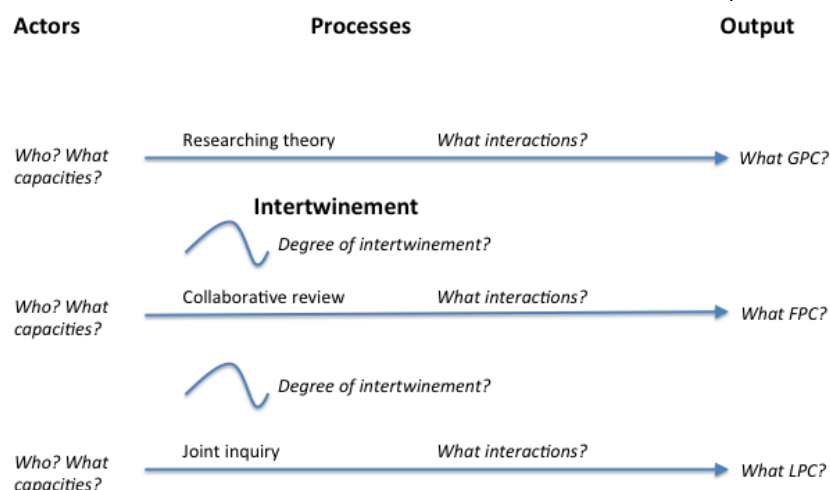 Actors Processes Output
Researching theory What interactions?
Who? What
capacities?
What GPC?
Intertwinement
Degree of intertwinement?
Collaborative review What interactions?
Who? What
capacities?
What FPC?
Degree of intertwinement?
Joint inquiry What interactions?
Who? What
capacities?
What LPC?